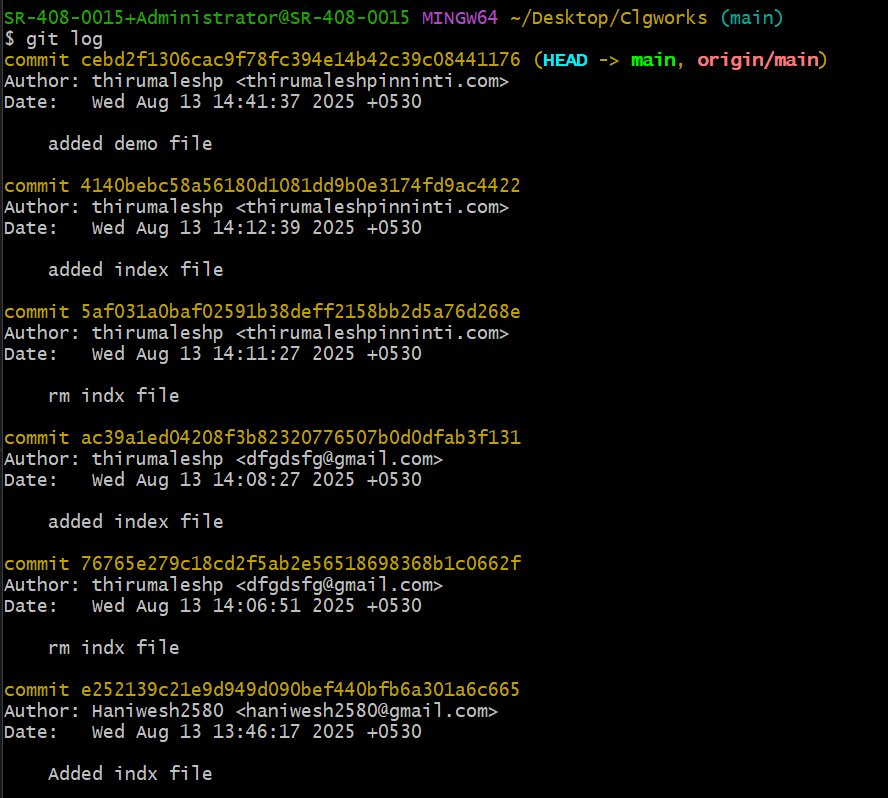 SR-408-0015+Administrator@SR-408-0015 MINGW64 ~/Desktop/Clgworks (main)
$ git log
commit cebd2f1306cac9f78fc394e14b42c39c08441176 (HEAD -> main, origin/main)
Author: thirumaleshp <thirumaleshpinninti.com>
Date:   Wed Aug 13 14:41:37 2025 +0530

    added demo file

commit 4140bebc58a56180d1081dd9b0e3174fd9ac4422
Author: thirumaleshp <thirumaleshpinninti.com>
Date:   Wed Aug 13 14:12:39 2025 +0530

    added index file

commit 5af031a0baf02591b38deff2158bb2d5a76d268e
Author: thirumaleshp <thirumaleshpinninti.com>
Date:   Wed Aug 13 14:11:27 2025 +0530

    rm indx file

commit ac39a1ed04208f3b82320776507b0d0dfab3f131
Author: thirumaleshp <dfgdsfg@gmail.com>
Date:   Wed Aug 13 14:08:27 2025 +0530

    added index file

commit 76765e279c18cd2f5ab2e56518698368b1c0662f
Author: thirumaleshp <dfgdsfg@gmail.com>
Date:   Wed Aug 13 14:06:51 2025 +0530

    rm indx file

commit e252139c21e9d949d090bef440bfb6a301a6c665
Author: Haniwesh2580 <haniwesh2580@gmail.com>
Date:   Wed Aug 13 13:46:17 2025 +0530

    Added indx file